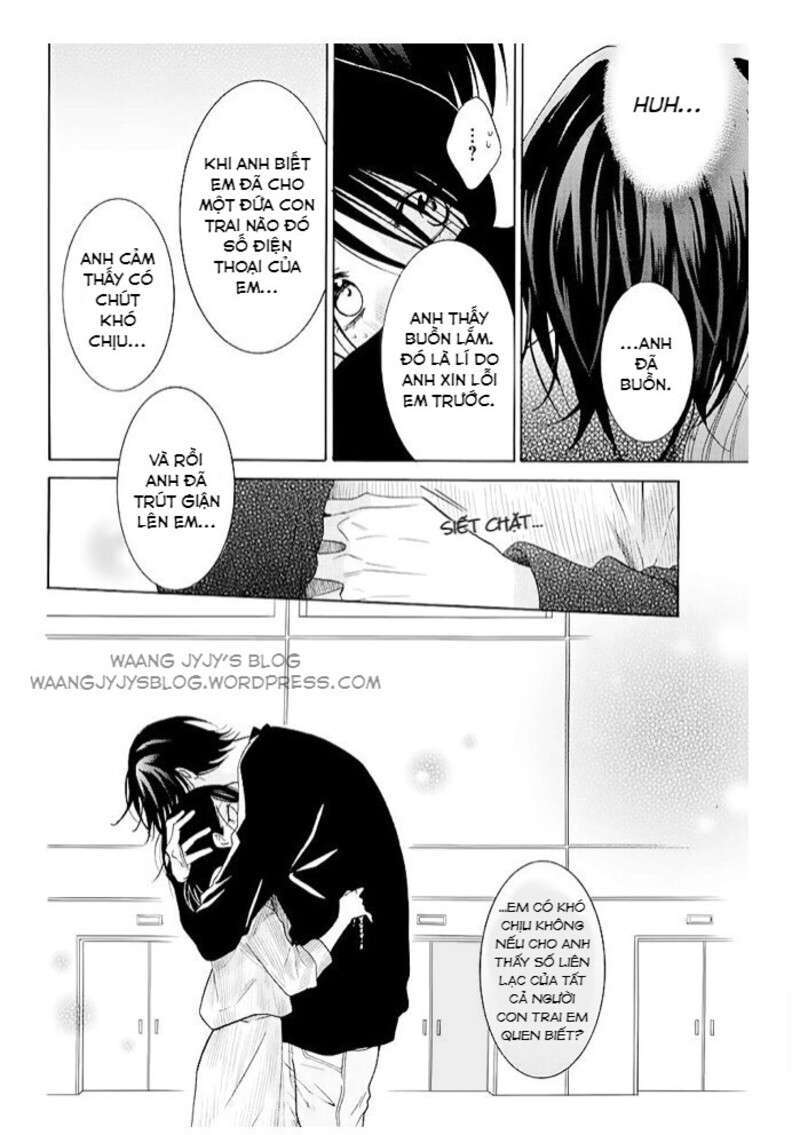 HUH...
...ANH
ĐÃ
BUỒN.
...?
ANH THẤY
BUỒN LẮM.
ĐÓ LÀ LÍ DO
ANH XIN LỖI
EM TRƯỚC.
KHI ANH BIẾT
EM ĐÃ CHO
MỘT ĐỨA CON
TRAI NÀO ĐÓ
SỐ ĐIỆN
THOẠI CỦA
EM...
ANH CẢM
THẤY CÓ
CHÚT
KHÓ
CHỊU...
SIẾT CHẶT...
VÀ RỒI
ANH ĐÃ
TRÚT GIẬN
LÊN EM...
WAANG JYJY'S BLOG
WAANGJYJYSBLOG.WORDPRESS.COM
...EM CÓ KHÓ
CHỊU KHÔNG
NẾU CHO ANH
THẤY SỐ LIÊN
LẠC CỦA TẤT
CẢ NGƯỜI
CON TRAI EM
QUEN BIẾT?